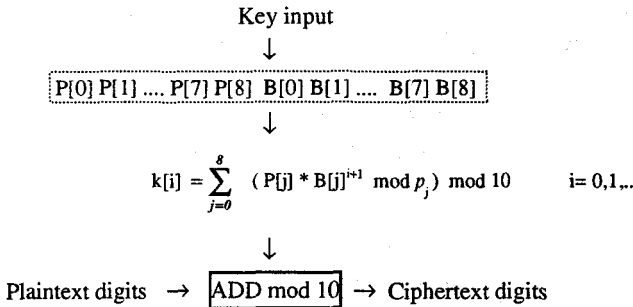 Key input
↓
P[0] P[1] .... P[7] P[8] B[0] B[1] .... B[7] B[8]
↓
k[i] = ∑_{j=0}^{8} ( P[j] * B[j]^{i+1} mod p_j ) mod 10 i= 0,1,..
↓
Plaintext digits → ADD mod 10 → Ciphertext digits